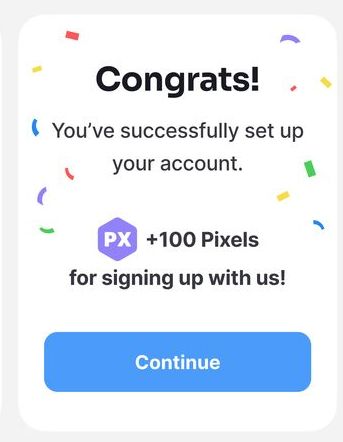 Congrats!
You’ve successfully set up
your account.
PX +100 Pixels
for signing up with us!
Continue